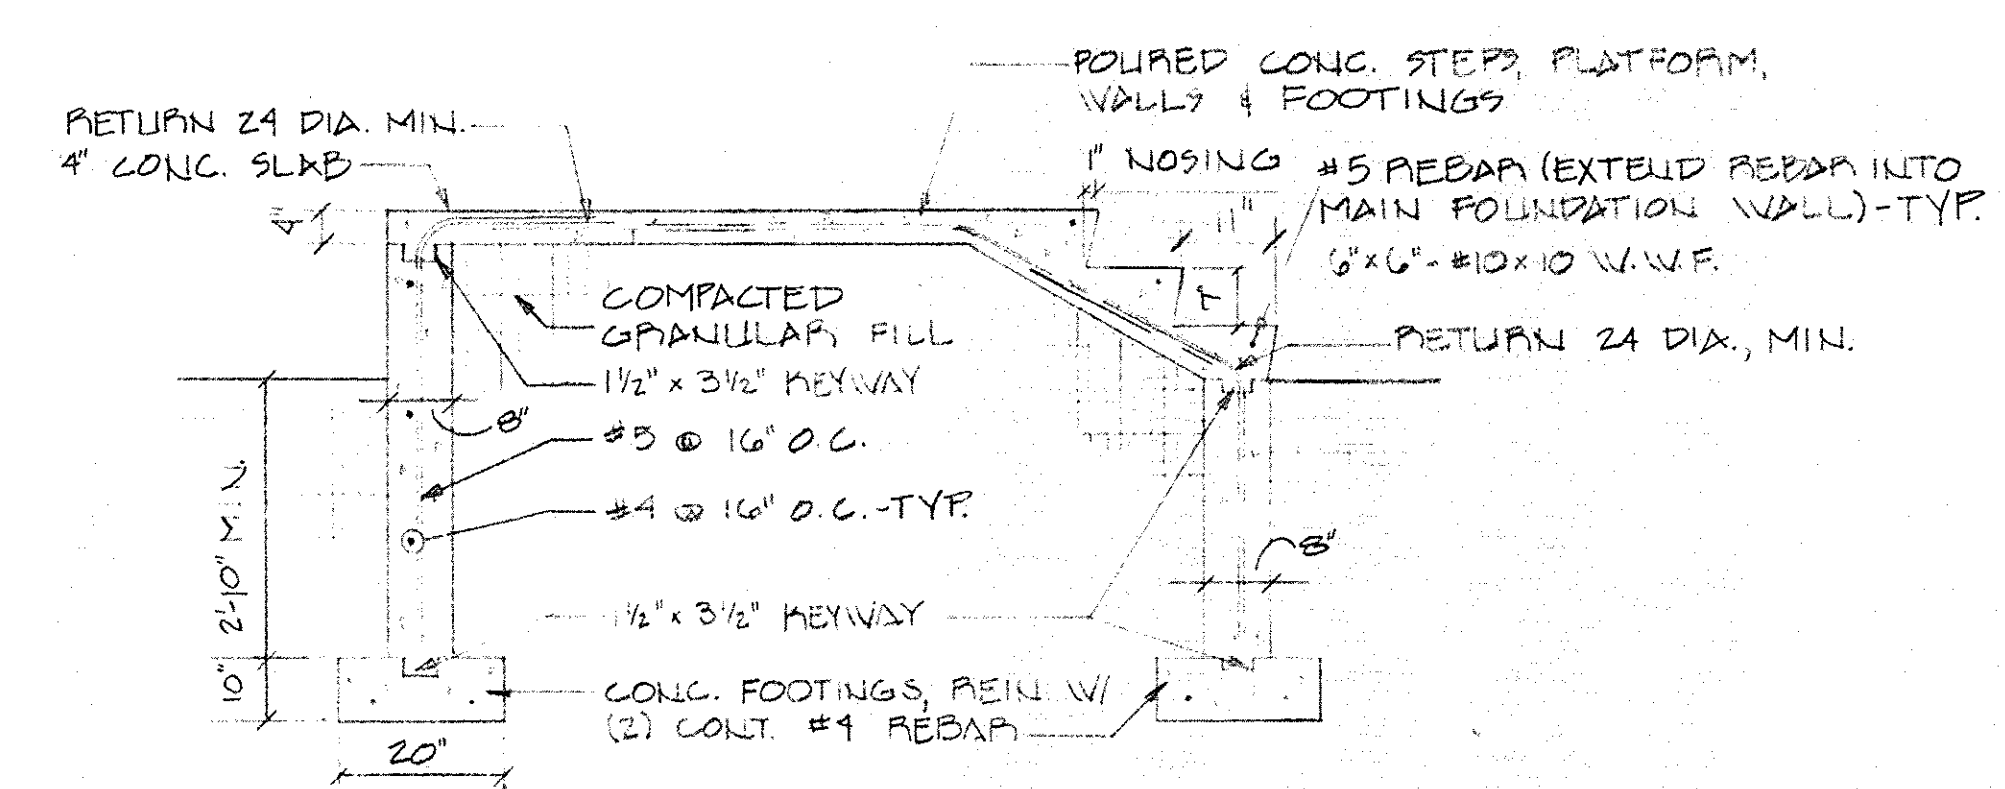 POURED CONC. STEPS, PLATFORM,
WALLS & FOOTINGS
RETURN 24 DIA. MIN.
4" CONC. SLAB
1" NOSING
#5 REBAR (EXTEND REBAR INTO
MAIN FOUNDATION WALL)-TYP.
6"x6"-#10x10 W.W.F.
4"
11"
7"
COMPACTED
GRANULAR FILL
RETURN 24 DIA., MIN.
1½" x 3½" KEYWAY
8"
#5 @ 16" O.C.
#4 @ 16" O.C.-TYP.
2'-10" MIN.
8"
1½" x 3½" KEYWAY
10"
CONC. FOOTINGS, REIN W/
(2) CONT. #4 REBAR
20"